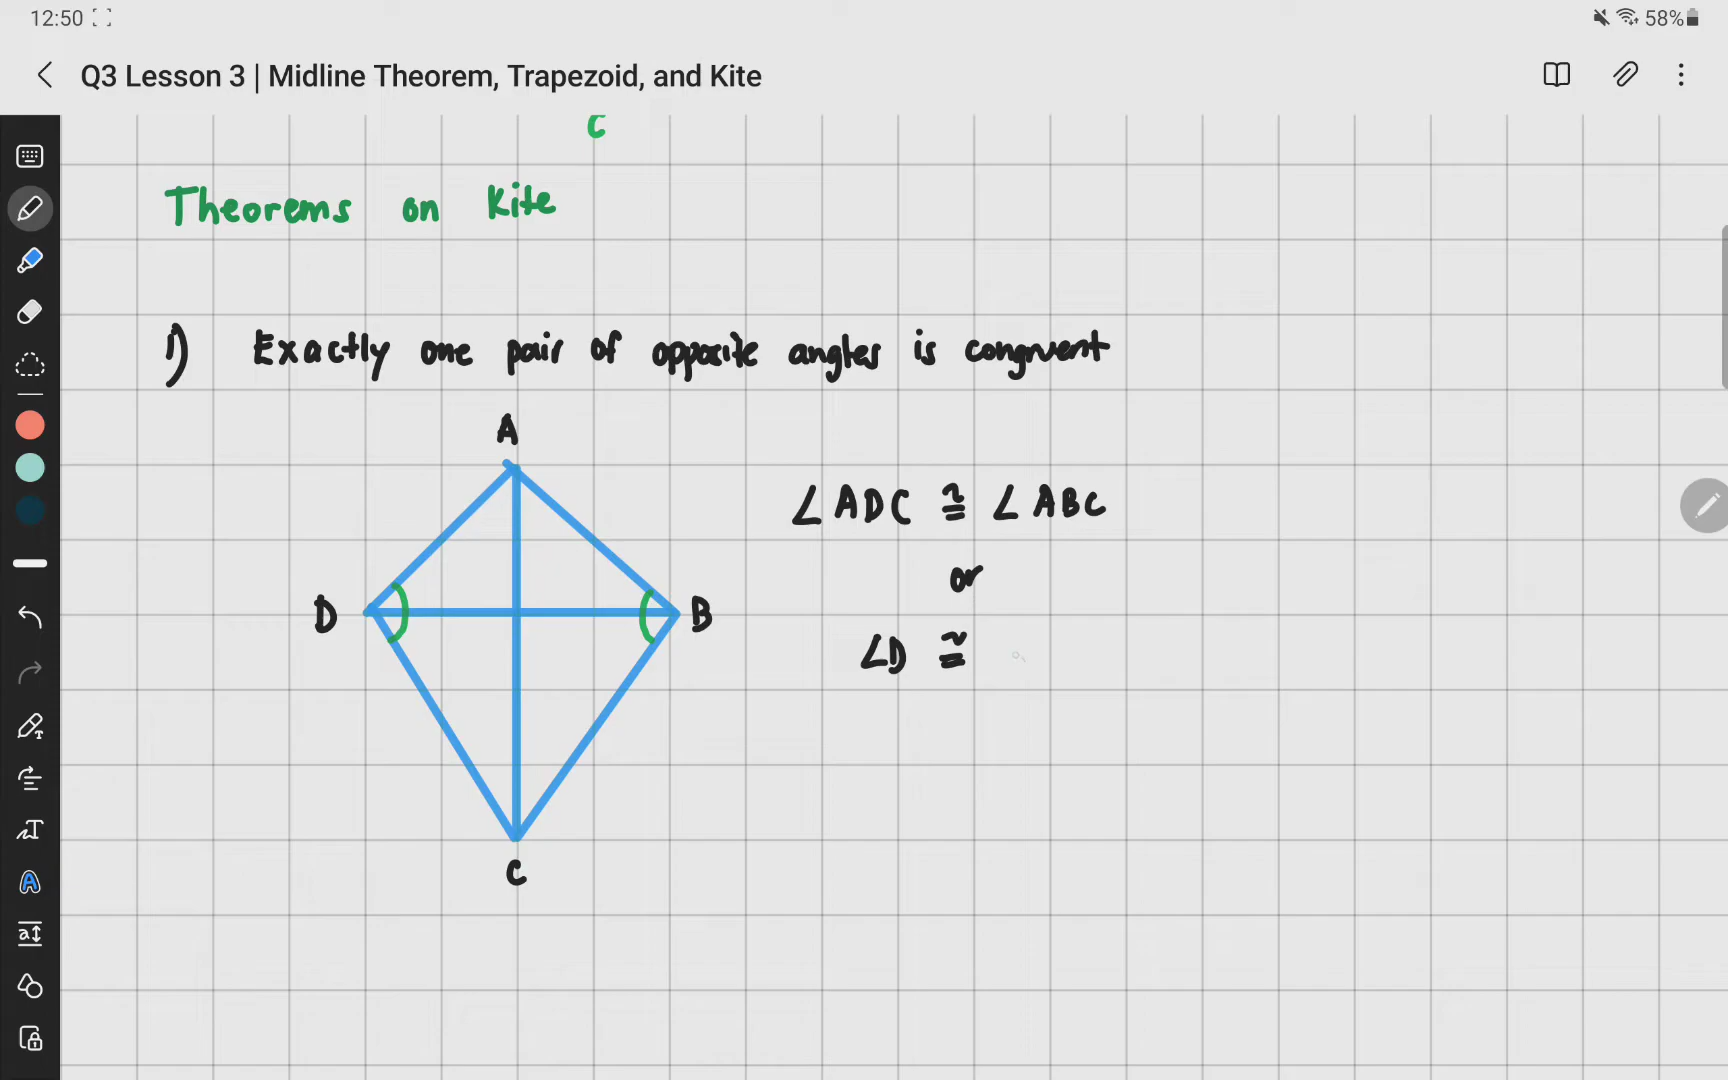 12:50 58%
Q3 Lesson 3 | Midline Theorem, Trapezoid, and Kite
C
Theorems on Kite
1) Exactly one pair of opposite angles is congruent
A
∠ADC ≅ ∠ABC
or
D B
∠D ≅
C